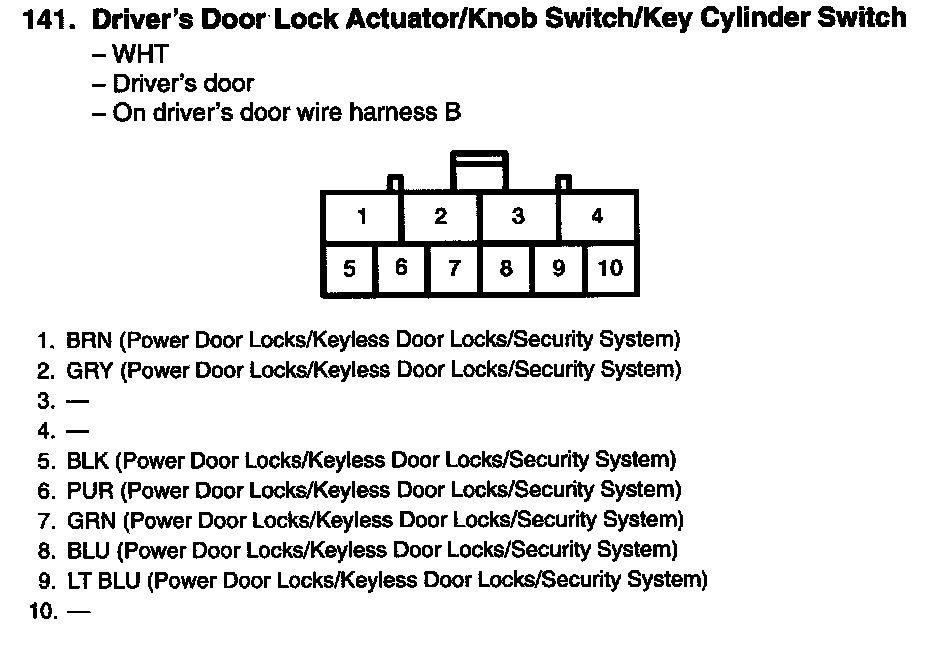 141. Driver's Door Lock Actuator/Knob Switch/Key Cylinder Switch
– WHT
– Driver's door
– On driver's door wire harness B
1 2 3 4
5 6 7 8 9 10
1. BRN (Power Door Locks/Keyless Door Locks/Security System)
2. GRY (Power Door Locks/Keyless Door Locks/Security System)
3. —
4. —
5. BLK (Power Door Locks/Keyless Door Locks/Security System)
6. PUR (Power Door Locks/Keyless Door Locks/Security System)
7. GRN (Power Door Locks/Keyless Door Locks/Security System)
8. BLU (Power Door Locks/Keyless Door Locks/Security System)
9. LT BLU (Power Door Locks/Keyless Door Locks/Security System)
10. —